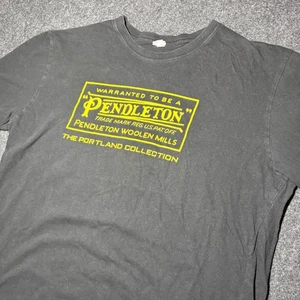 WARRANTED TO BE A
"PENDLETON"
TRADE MARK REG. U.S. PAT. OFF.
PENDLETON WOOLEN MILLS
THE PORTLAND COLLECTION